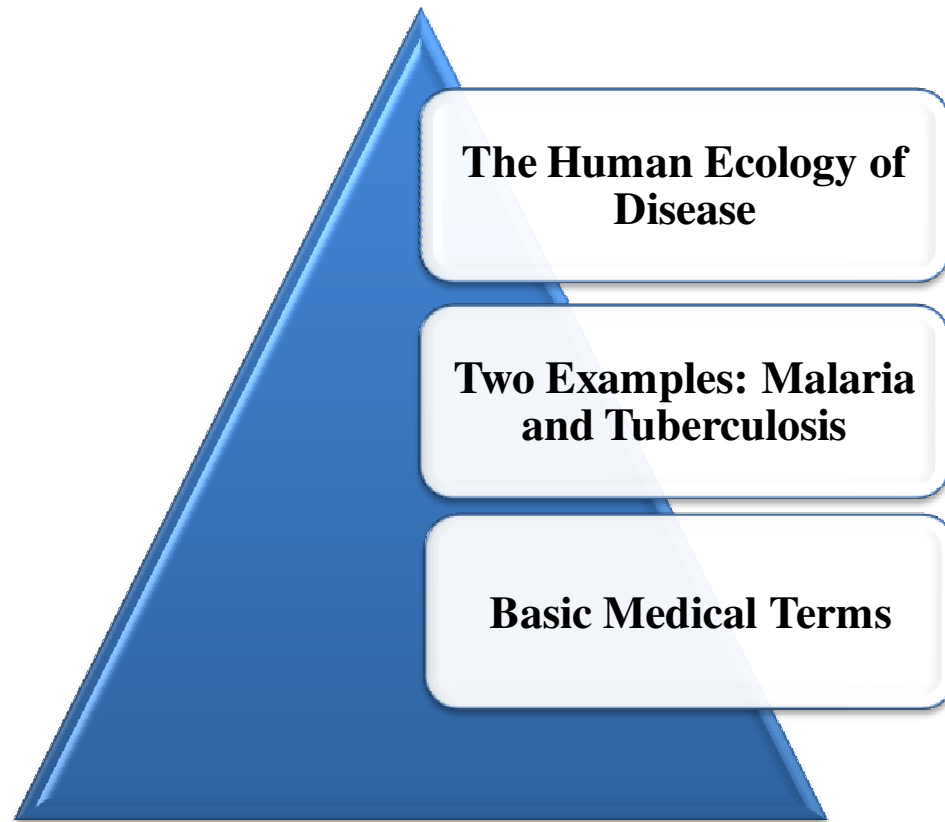 The Human Ecology of
Disease
Two Examples: Malaria
and Tuberculosis
Basic Medical Terms